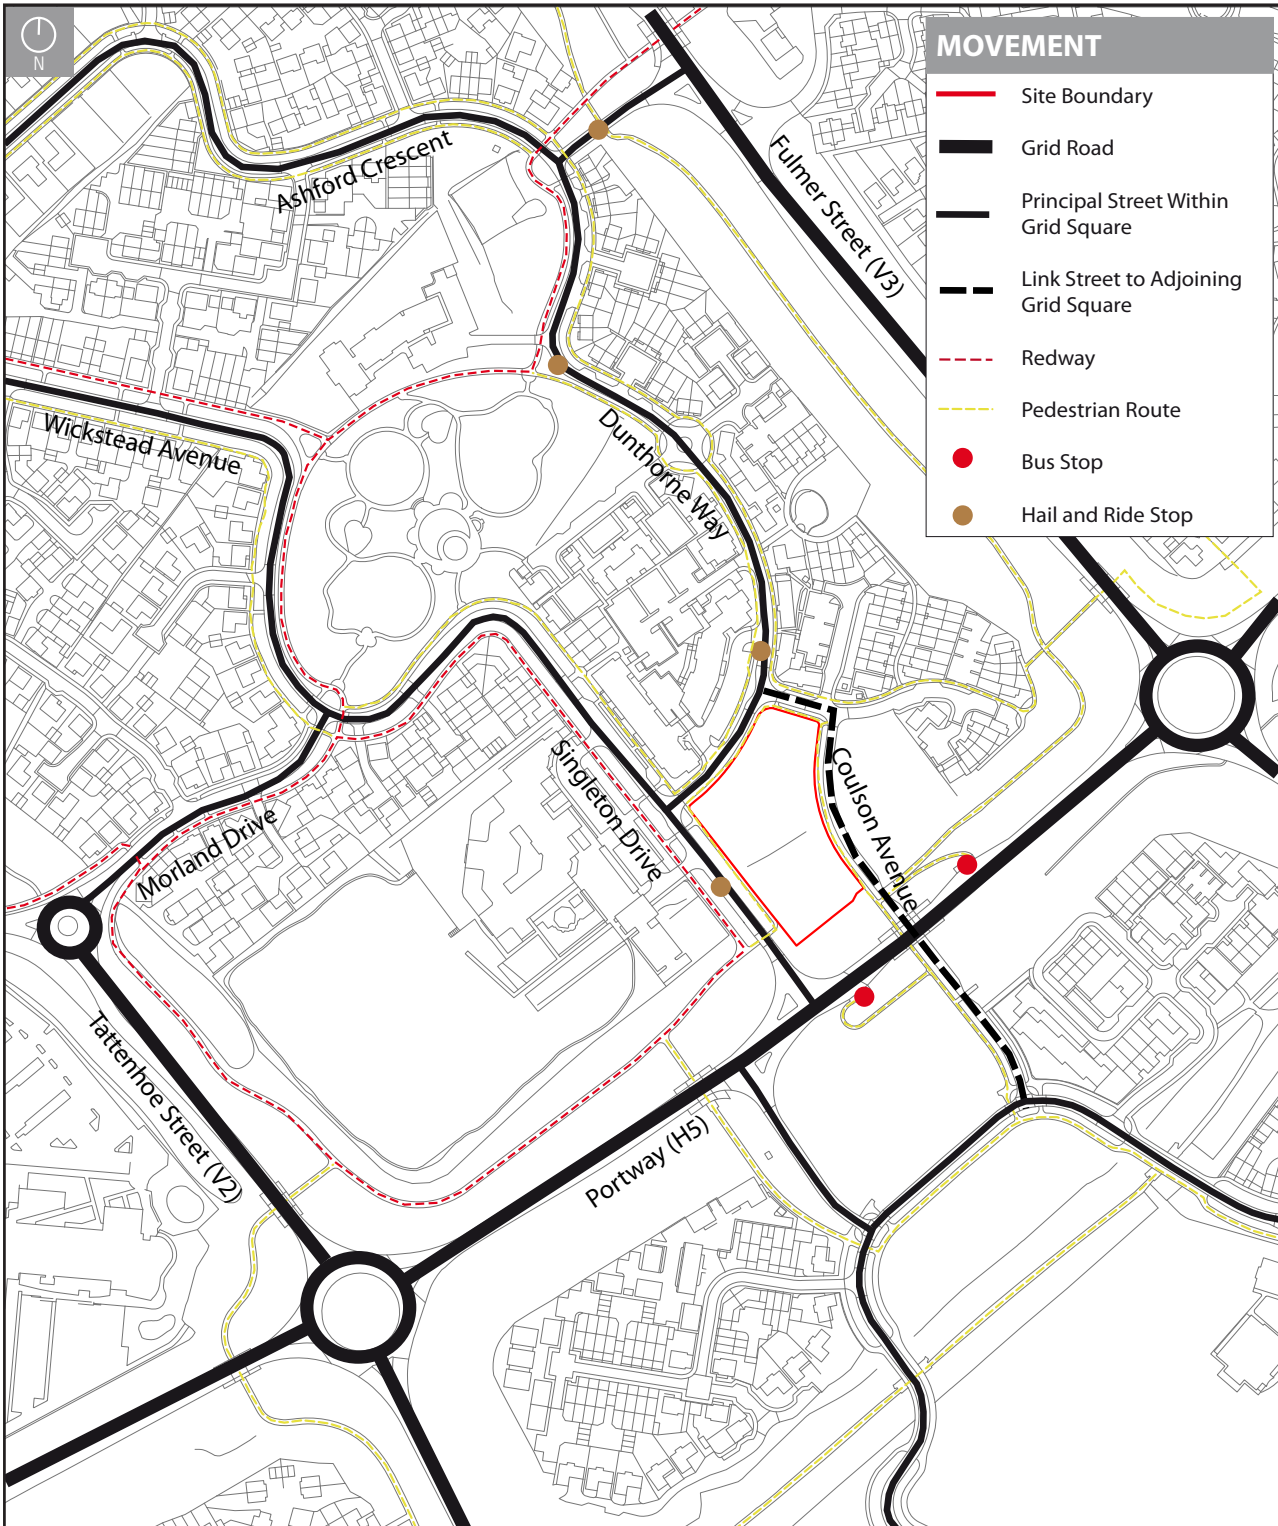 N
MOVEMENT
Site Boundary
Grid Road
Principal Street Within
Grid Square
Link Street to Adjoining
Grid Square
Redway
Pedestrian Route
Bus Stop
Hail and Ride Stop
Ashford Crescent
Fulmer Street (V3)
Wickstead Avenue
Dunthorne Way
Singleton Drive
Coulson Avenue
Morland Drive
Tattenhoe Street (V2)
Portway (H5)